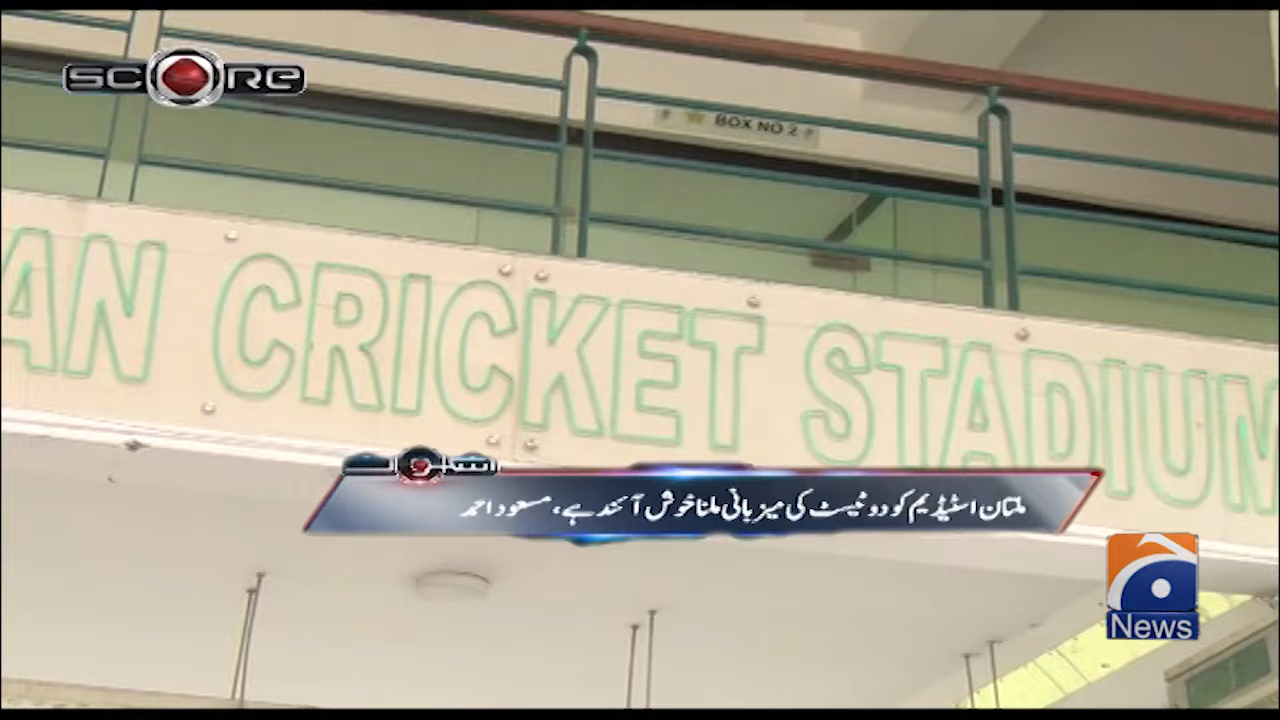 SCORE
BOX NO 2
AN CRICKET STADIUM
اسکور
ملتان اسٹیڈیم کو دو ٹیسٹ کی میزبانی ملنا خوش آئند ہے، مسعود احمد
News